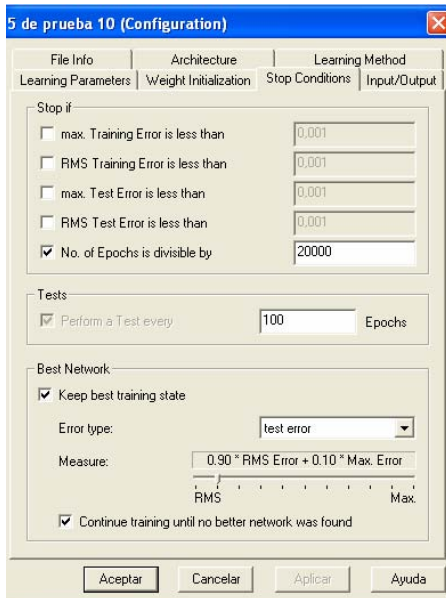 5 de prueba 10 (Configuration)
File Info Architecture Learning Method
Learning Parameters Weight Initialization Stop Conditions Input/Output
Stop if
max. Training Error is less than 0,001
RMS Training Error is less than 0,001
max. Test Error is less than 0,001
RMS Test Error is less than 0,001
No. of Epochs is divisible by 20000
Tests
Perform a Test every 100 Epochs
Best Network
Keep best training state
Error type: test error
Measure: 0.90 * RMS Error + 0.10 * Max. Error
RMS Max.
Continue training until no better network was found
Aceptar Cancelar Aplicar Ayuda